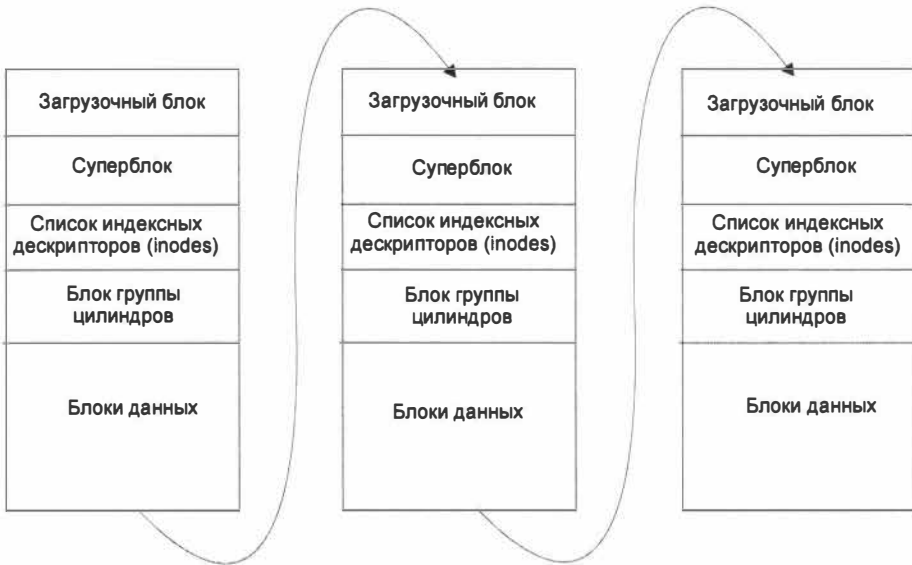 Загрузочный блок
Суперблок
Список индексных
дескрипторов (inodes)
Блок группы
цилиндров
Блоки данных
Загрузочный блок
Суперблок
Список индексных
дескрипторов (inodes)
Блок группы
цилиндров
Блоки данных
Загрузочный блок
Суперблок
Список индексных
дескрипторов (inodes)
Блок группы
цилиндров
Блоки данных